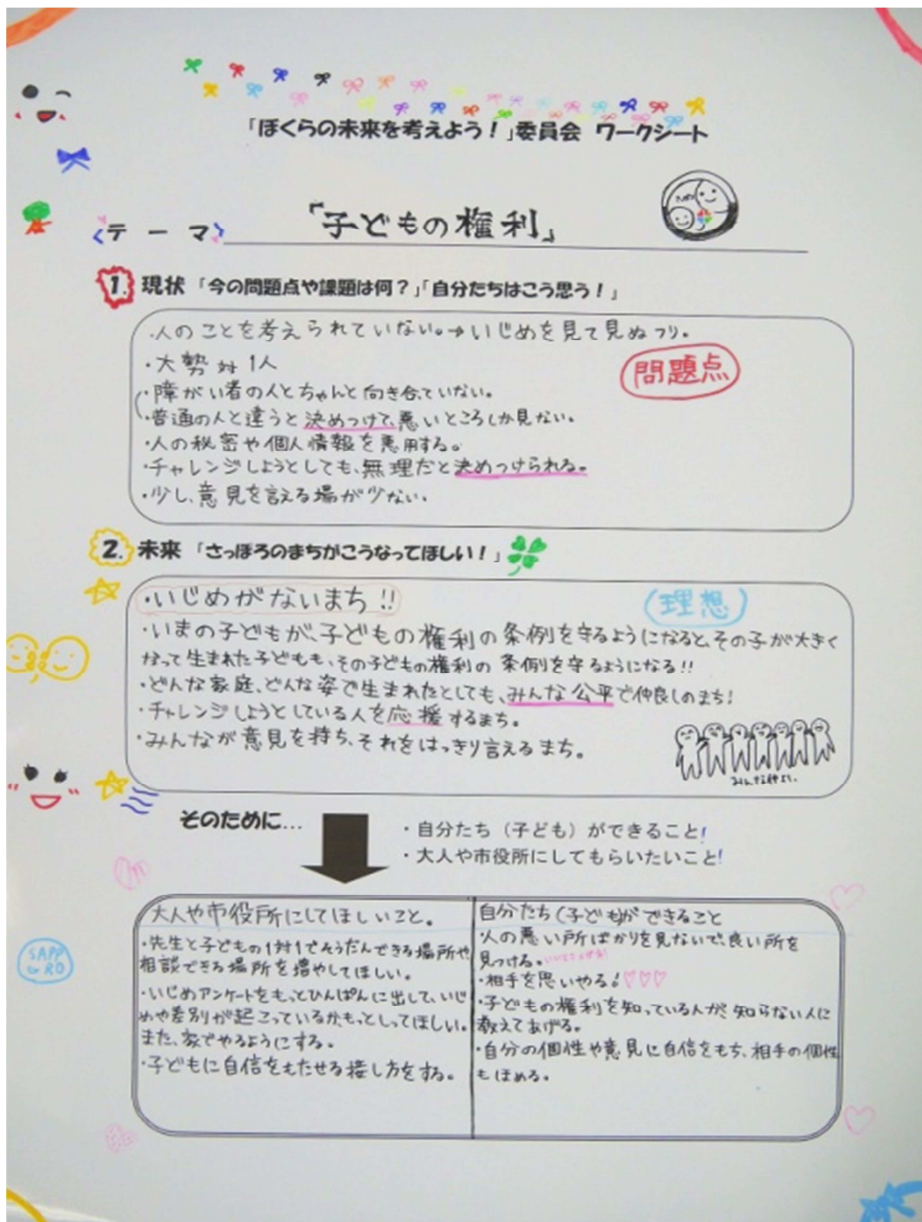 「ぼくらの未来を考えよう！」委員会 ワークシート
テーマ 「子どもの権利」
1. 現状 「今の問題点や課題は何？」「自分たちはこう思う！」
・人のことを考えられていない。→いじめを見て見ぬフリ。
・大勢対1人
問題点
・障がい者の人とちゃんと向き合ていない。
・普通の人と違うと決めつけて、悪いところしか見ない。
・人の秘密や個人情報を悪用する。
・チャレンジしようとしても、無理だと決めつけられる。
・少し、意見を言える場が少ない。
2. 未来 「さっぽろのまちがこうなってほしい！」
・いじめがないまち!!
理想
・いまの子どもが、子どもの権利の条例を守るようになると、その子が大きく
なって生まれた子どもも、その子どもの権利の条例を守るようになる!!
・どんな家庭、どんな姿で生まれたとしても、みんな公平で仲良しのまち!
・チャレンジしようとしている人を応援するまち。
・みんなが意見を持ち、それをはっきり言えるまち。
みんな仲よし。
そのために…
・自分たち（子ども）ができること!
・大人や市役所にしてもらいたいこと!
大人や市役所にしてほしいこと。
・先生と子どもの1対1でそうだんできる場所や
相談できる場所を増やしてほしい。
・いじめアンケートをもっとひんぱんに出して、いじ
めや差別が起こっているか、もっとしってほしい。
また、家でやるようにする。
・子どもに自信をもたせる接し方をする。
自分たち(子ども)ができること
・人の悪い所ばかりを見ないで、良い所を
見つける。
・相手を思いやる!
・子どもの権利を知っている人が、知らない人に
教えてあげる。
・自分の個性や意見に自信をもち、相手の個性
もほめる。
SAPP
RO